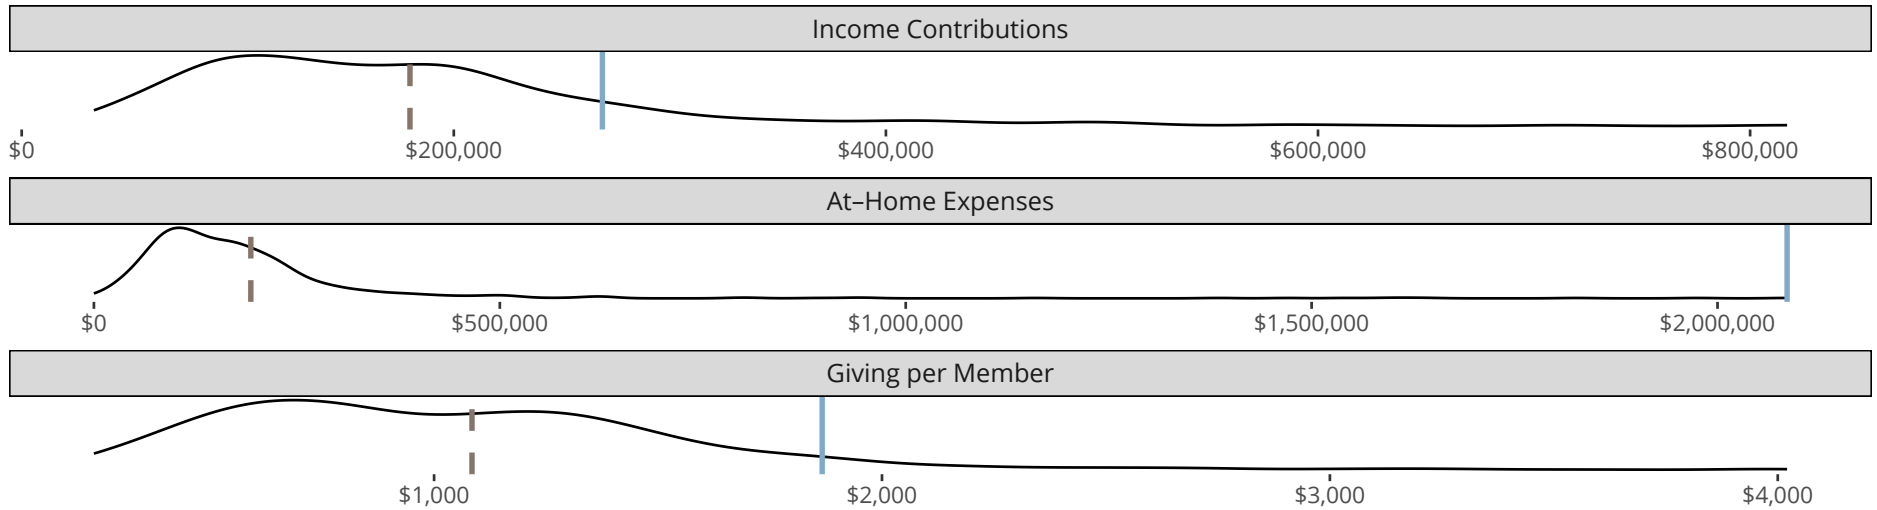 Income Contributions
$0 $200,000 $400,000 $600,000 $800,000
At–Home Expenses
$0 $500,000 $1,000,000 $1,500,000 $2,000,000
Giving per Member
$1,000 $2,000 $3,000 $4,000